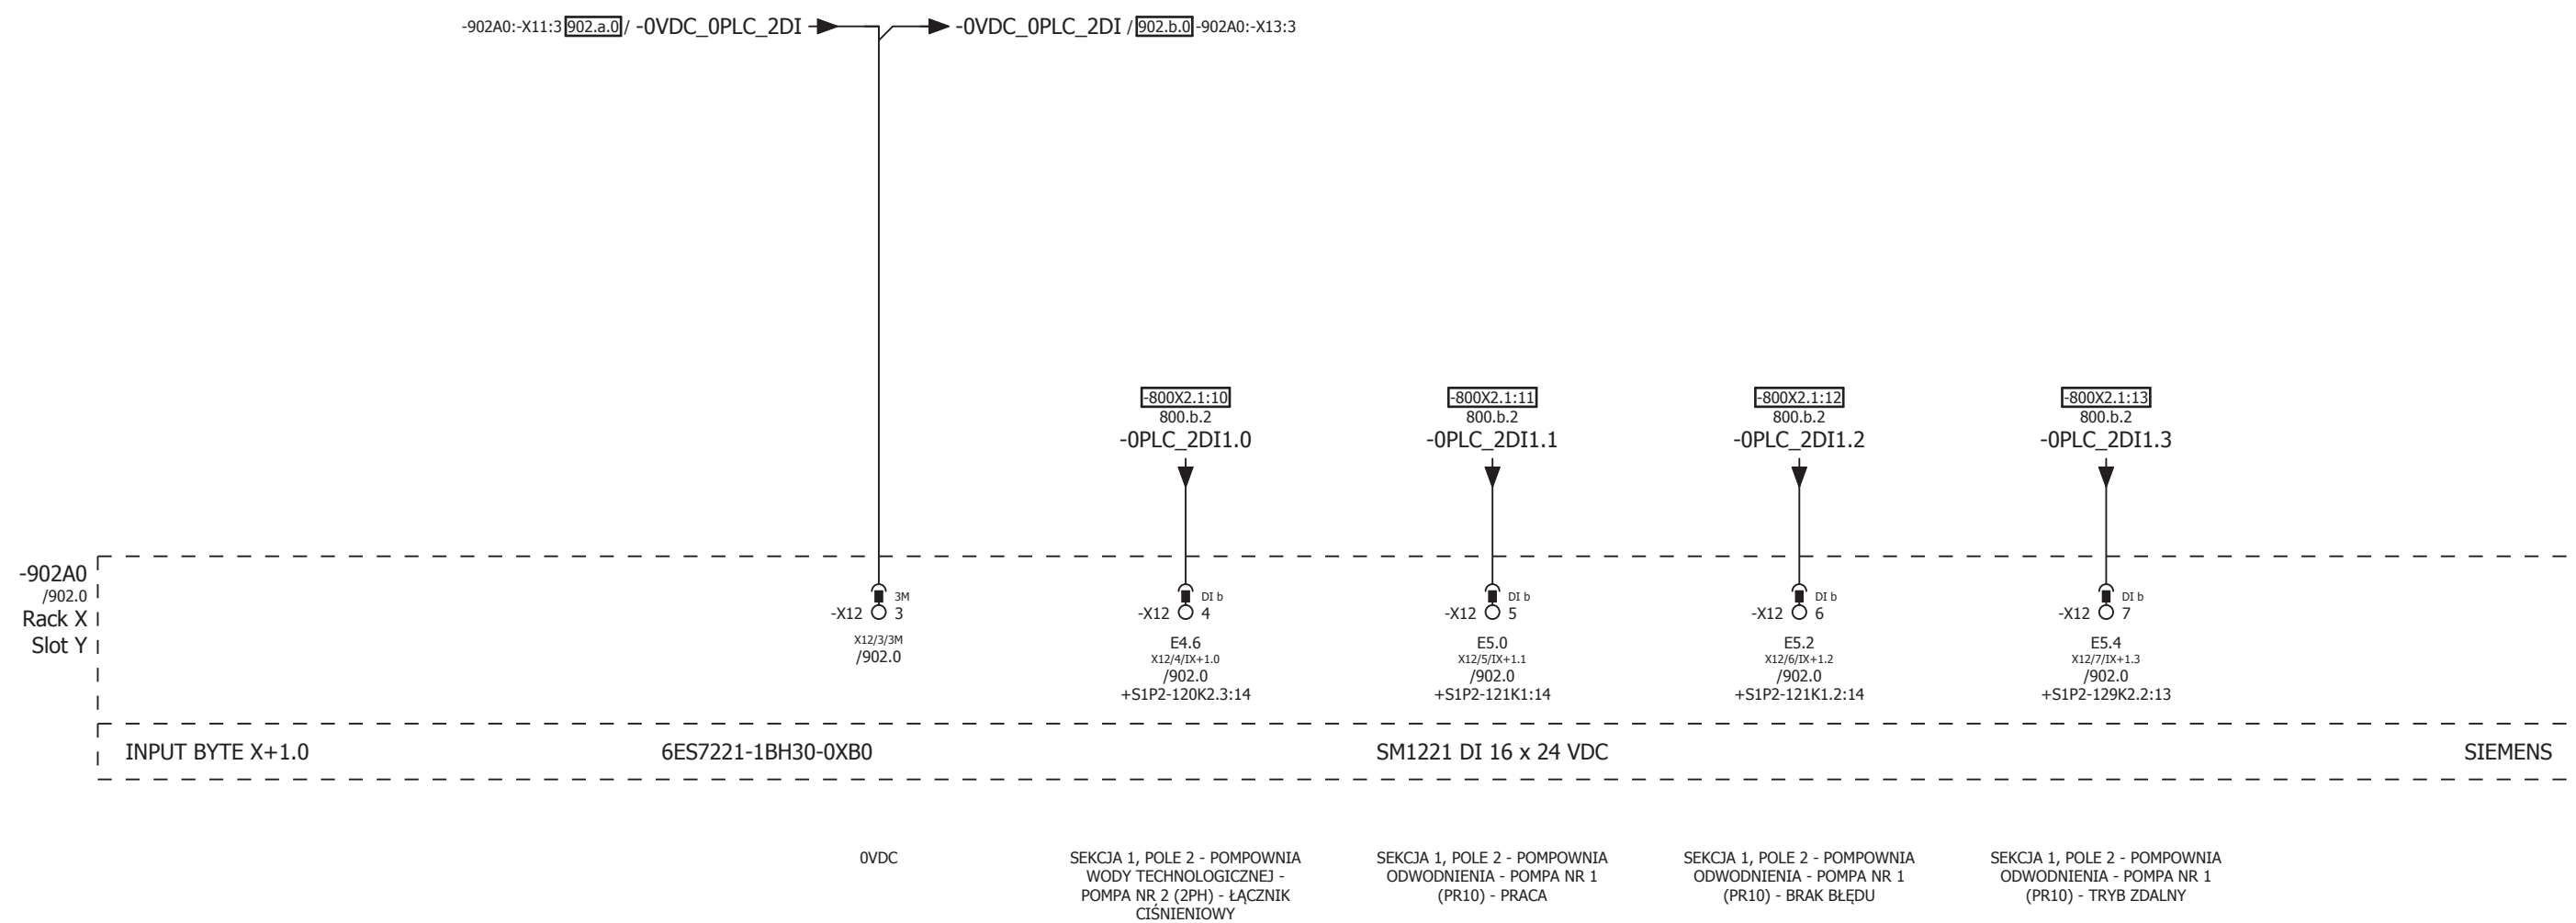 -902A0:-X11:3 902.a.0 / -0VDC_0PLC_2DI -0VDC_0PLC_2DI / 902.b.0 -902A0:-X13:3
-800X2.1:10 -800X2.1:11 -800X2.1:12 -800X2.1:13
800.b.2 800.b.2 800.b.2 800.b.2
-0PLC_2DI1.0 -0PLC_2DI1.1 -0PLC_2DI1.2 -0PLC_2DI1.3
-902A0
/902.0
Rack X
Slot Y
3M DI b DI b DI b DI b
-X12 3 -X12 4 -X12 5 -X12 6 -X12 7
X12/3/3M
/902.0
E4.6
X12/4/IX+1.0
/902.0
+S1P2-120K2.3:14
E5.0
X12/5/IX+1.1
/902.0
+S1P2-121K1:14
E5.2
X12/6/IX+1.2
/902.0
+S1P2-121K1.2:14
E5.4
X12/7/IX+1.3
/902.0
+S1P2-129K2.2:13
INPUT BYTE X+1.0 6ES7221-1BH30-0XB0 SM1221 DI 16 x 24 VDC SIEMENS
0VDC
SEKCJA 1, POLE 2 - POMPOWNIA
WODY TECHNOLOGICZNEJ -
POMPA NR 2 (2PH) - ŁĄCZNIK
CIŚNIENIOWY
SEKCJA 1, POLE 2 - POMPOWNIA
ODWODNIENIA - POMPA NR 1
(PR10) - PRACA
SEKCJA 1, POLE 2 - POMPOWNIA
ODWODNIENIA - POMPA NR 1
(PR10) - BRAK BŁĘDU
SEKCJA 1, POLE 2 - POMPOWNIA
ODWODNIENIA - POMPA NR 1
(PR10) - TRYB ZDALNY